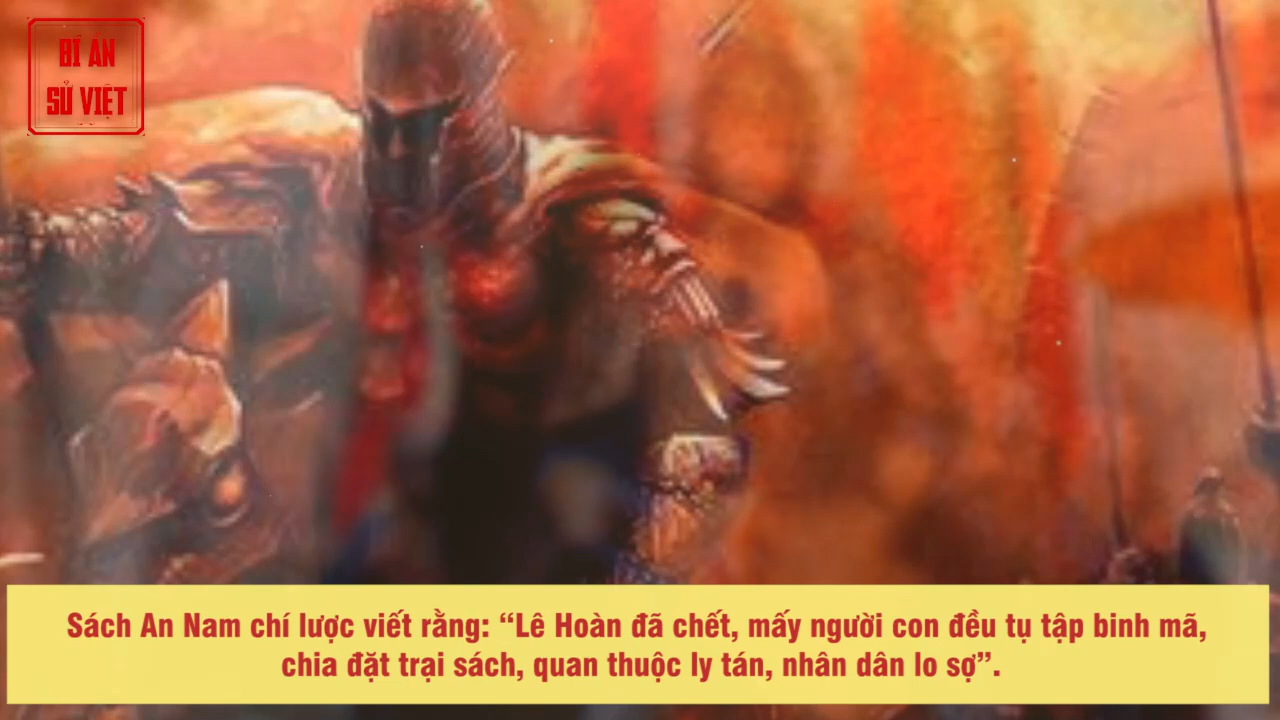 BÍ ẨN
SỬ VIỆT
Sách An Nam chí lược viết rằng: “Lê Hoàn đã chết, mấy người con đều tụ tập binh mã,
chia đặt trại sách, quan thuộc ly tán, nhân dân lo sợ”.